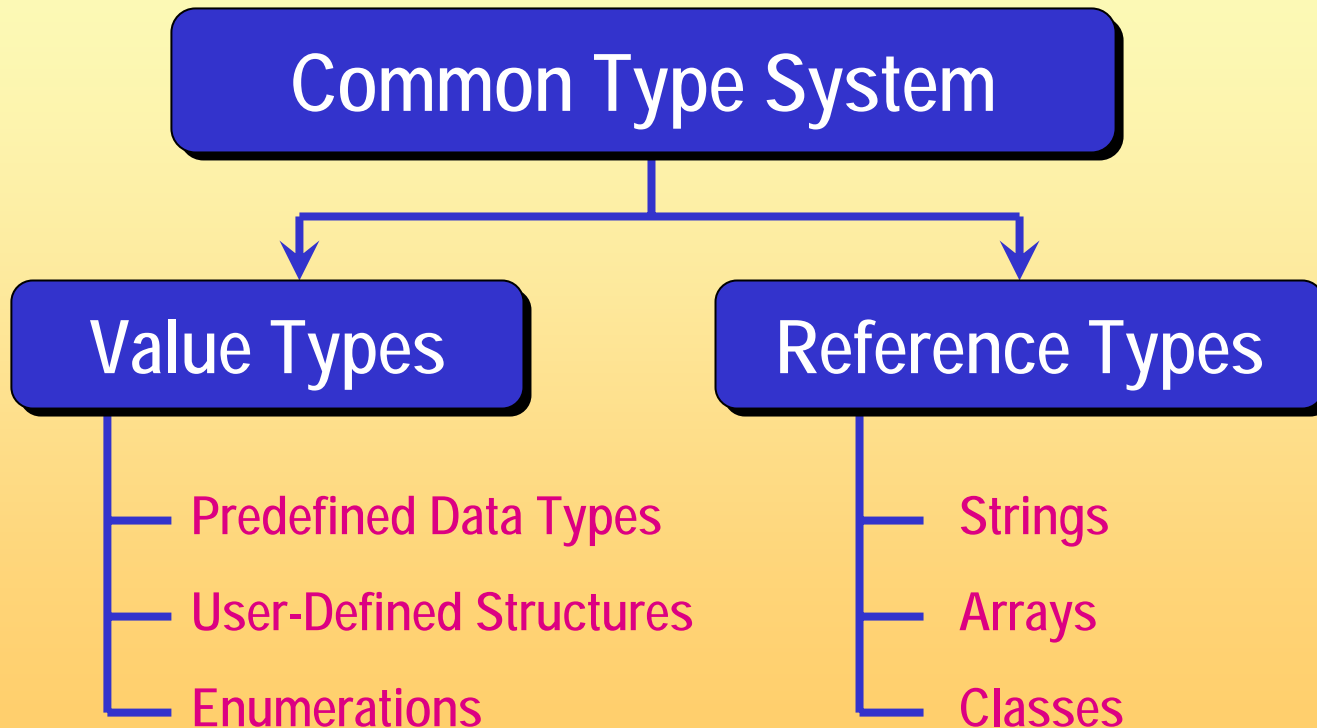 Common Type System
Value Types
Reference Types
Predefined Data Types
User-Defined Structures
Enumerations
Strings
Arrays
Classes